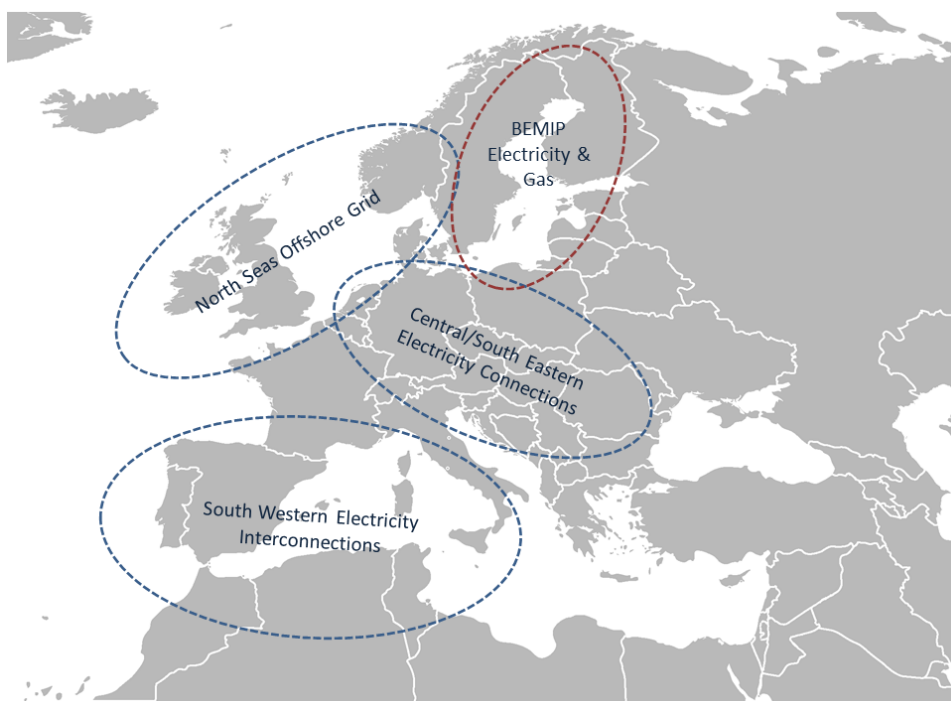 BEMIP
Electricity &
Gas
North Seas Offshore Grid
Central/South Eastern
Electricity Connections
South Western Electricity
Interconnections